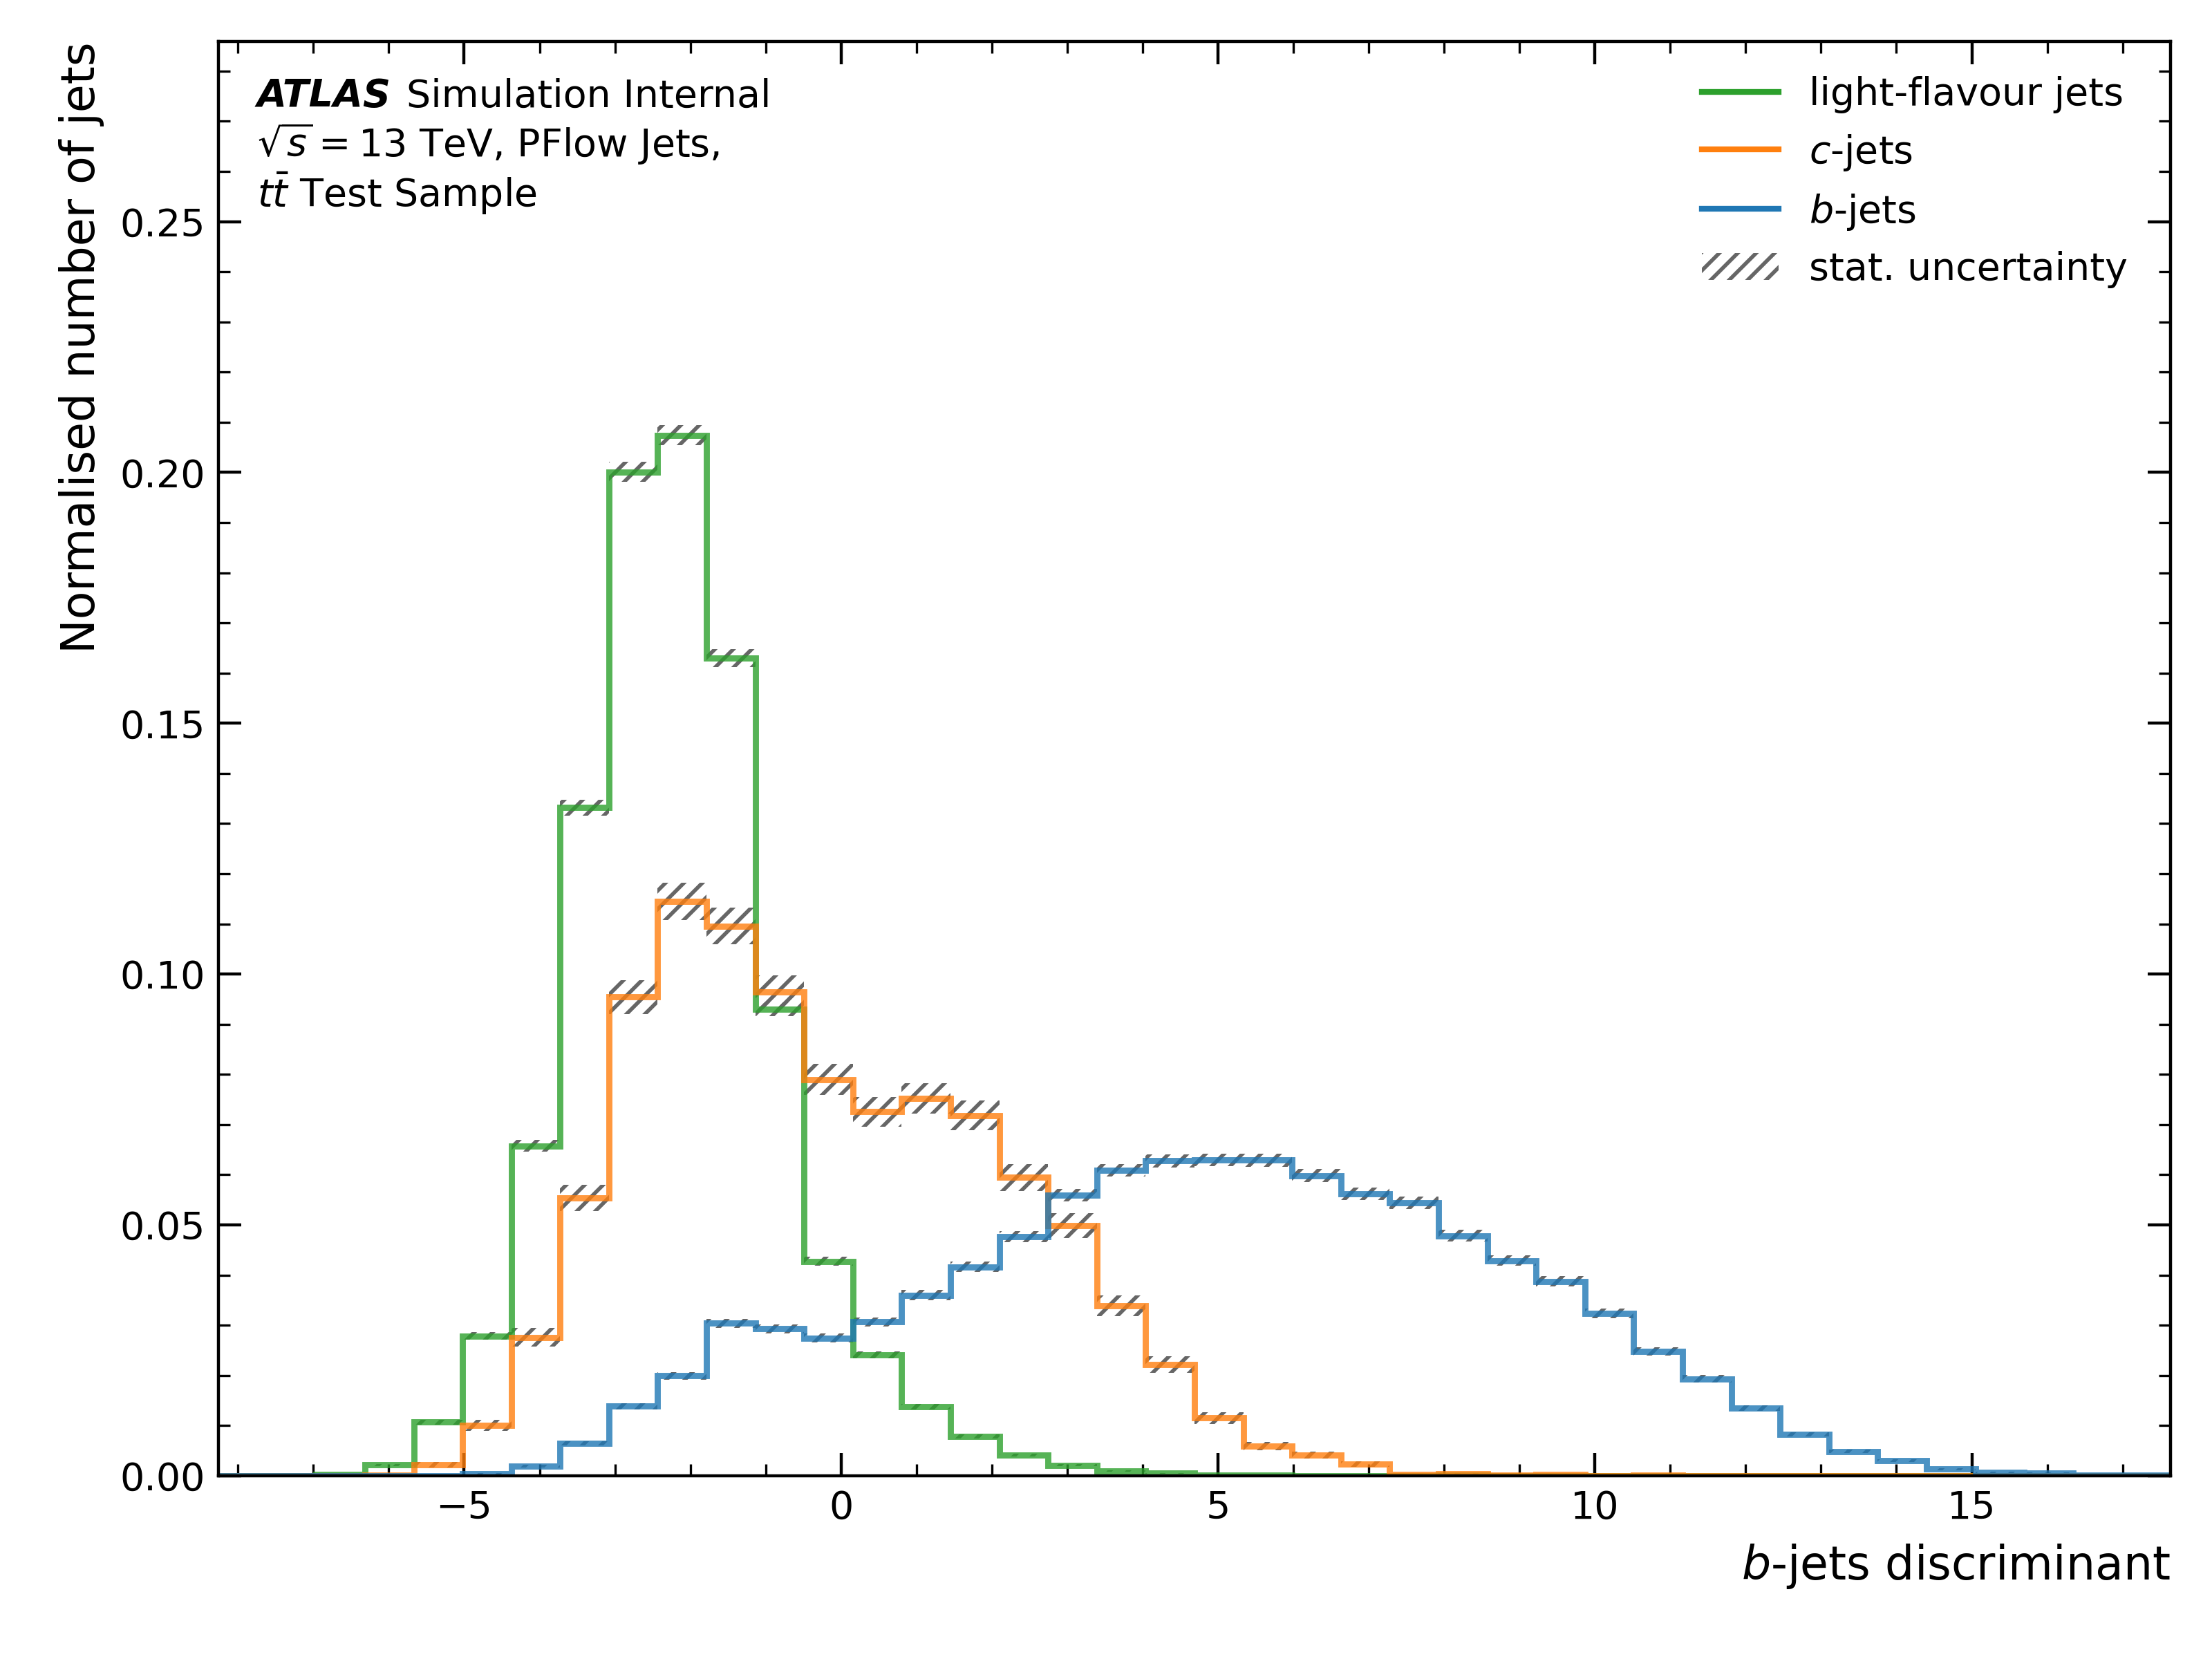 ATLAS Simulation Internal
√s = 13 TeV, PFlow Jets,
tt̄ Test Sample
light-flavour jets
c-jets
b-jets
stat. uncertainty
Normalised number of jets
0.25
0.20
0.15
0.10
0.05
0.00
−5 0 5 10 15
b-jets discriminant